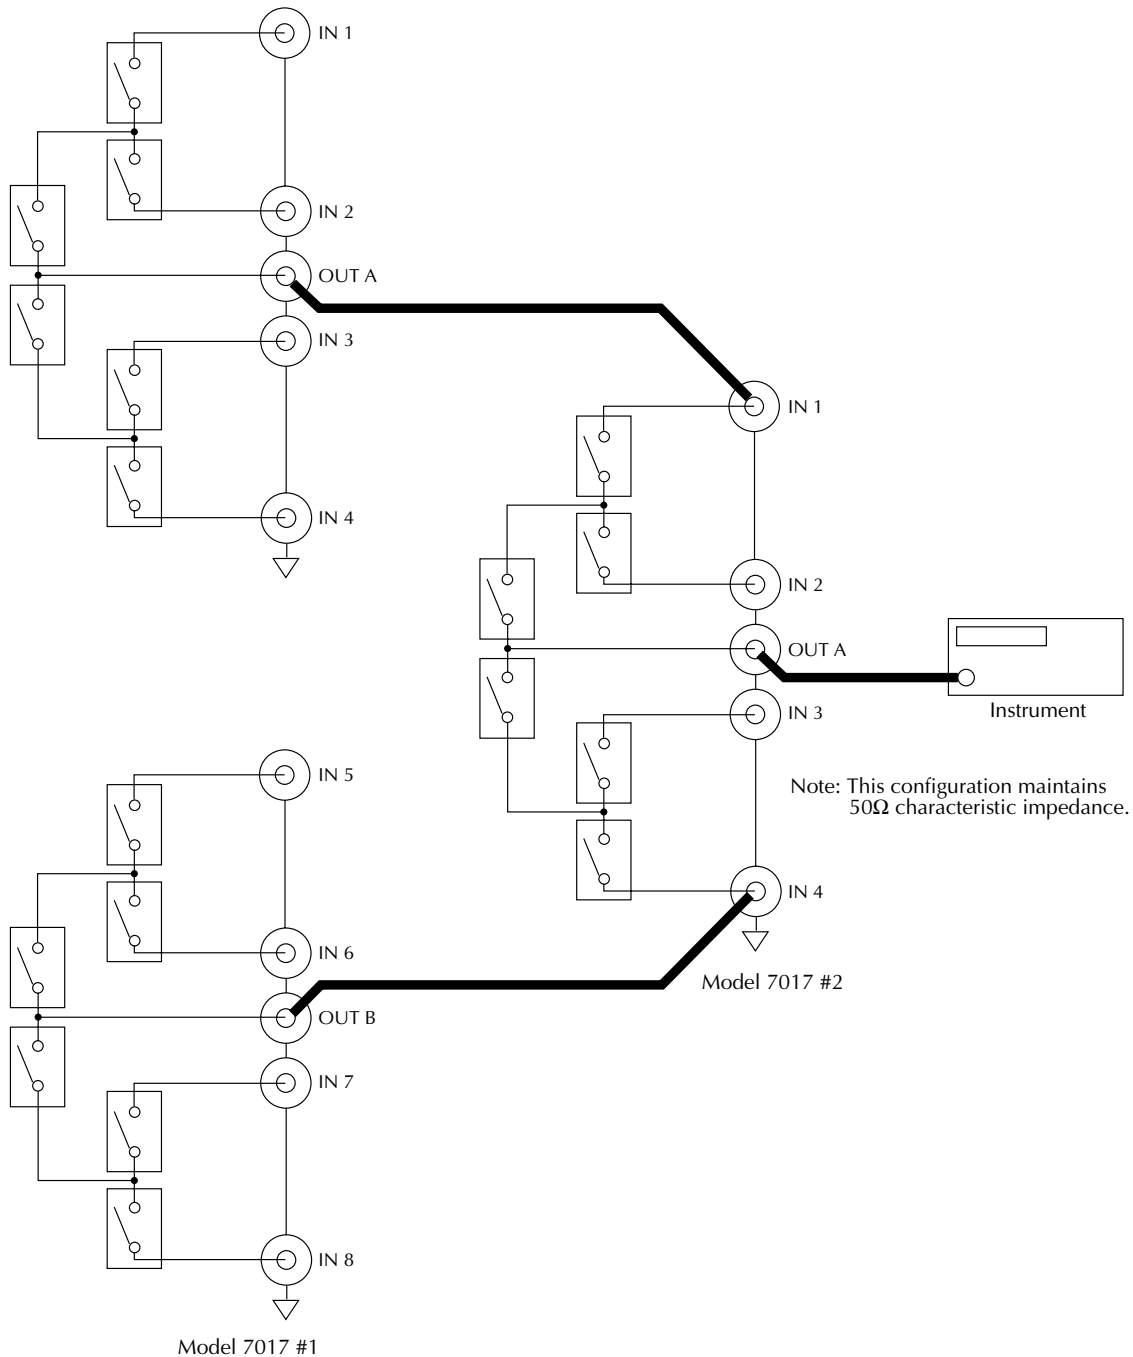 IN 1
IN 2
OUT A
IN 3
IN 4
IN 1
IN 2
OUT A
IN 3
IN 4
Model 7017 #2
Instrument
Note: This configuration maintains
50Ω characteristic impedance.
IN 5
IN 6
OUT B
IN 7
IN 8
Model 7017 #1